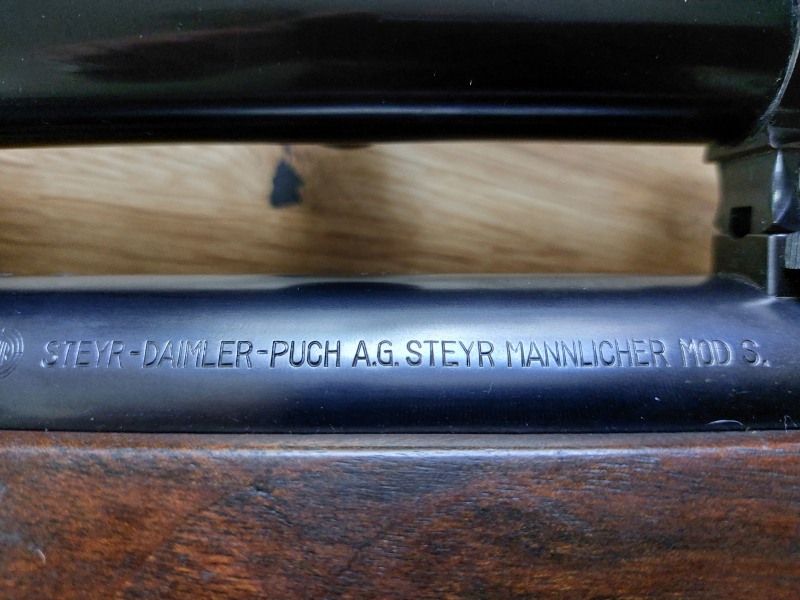 STEYR-DAIMLER-PUCH A.G. STEYR MANNLICHER MOD S.